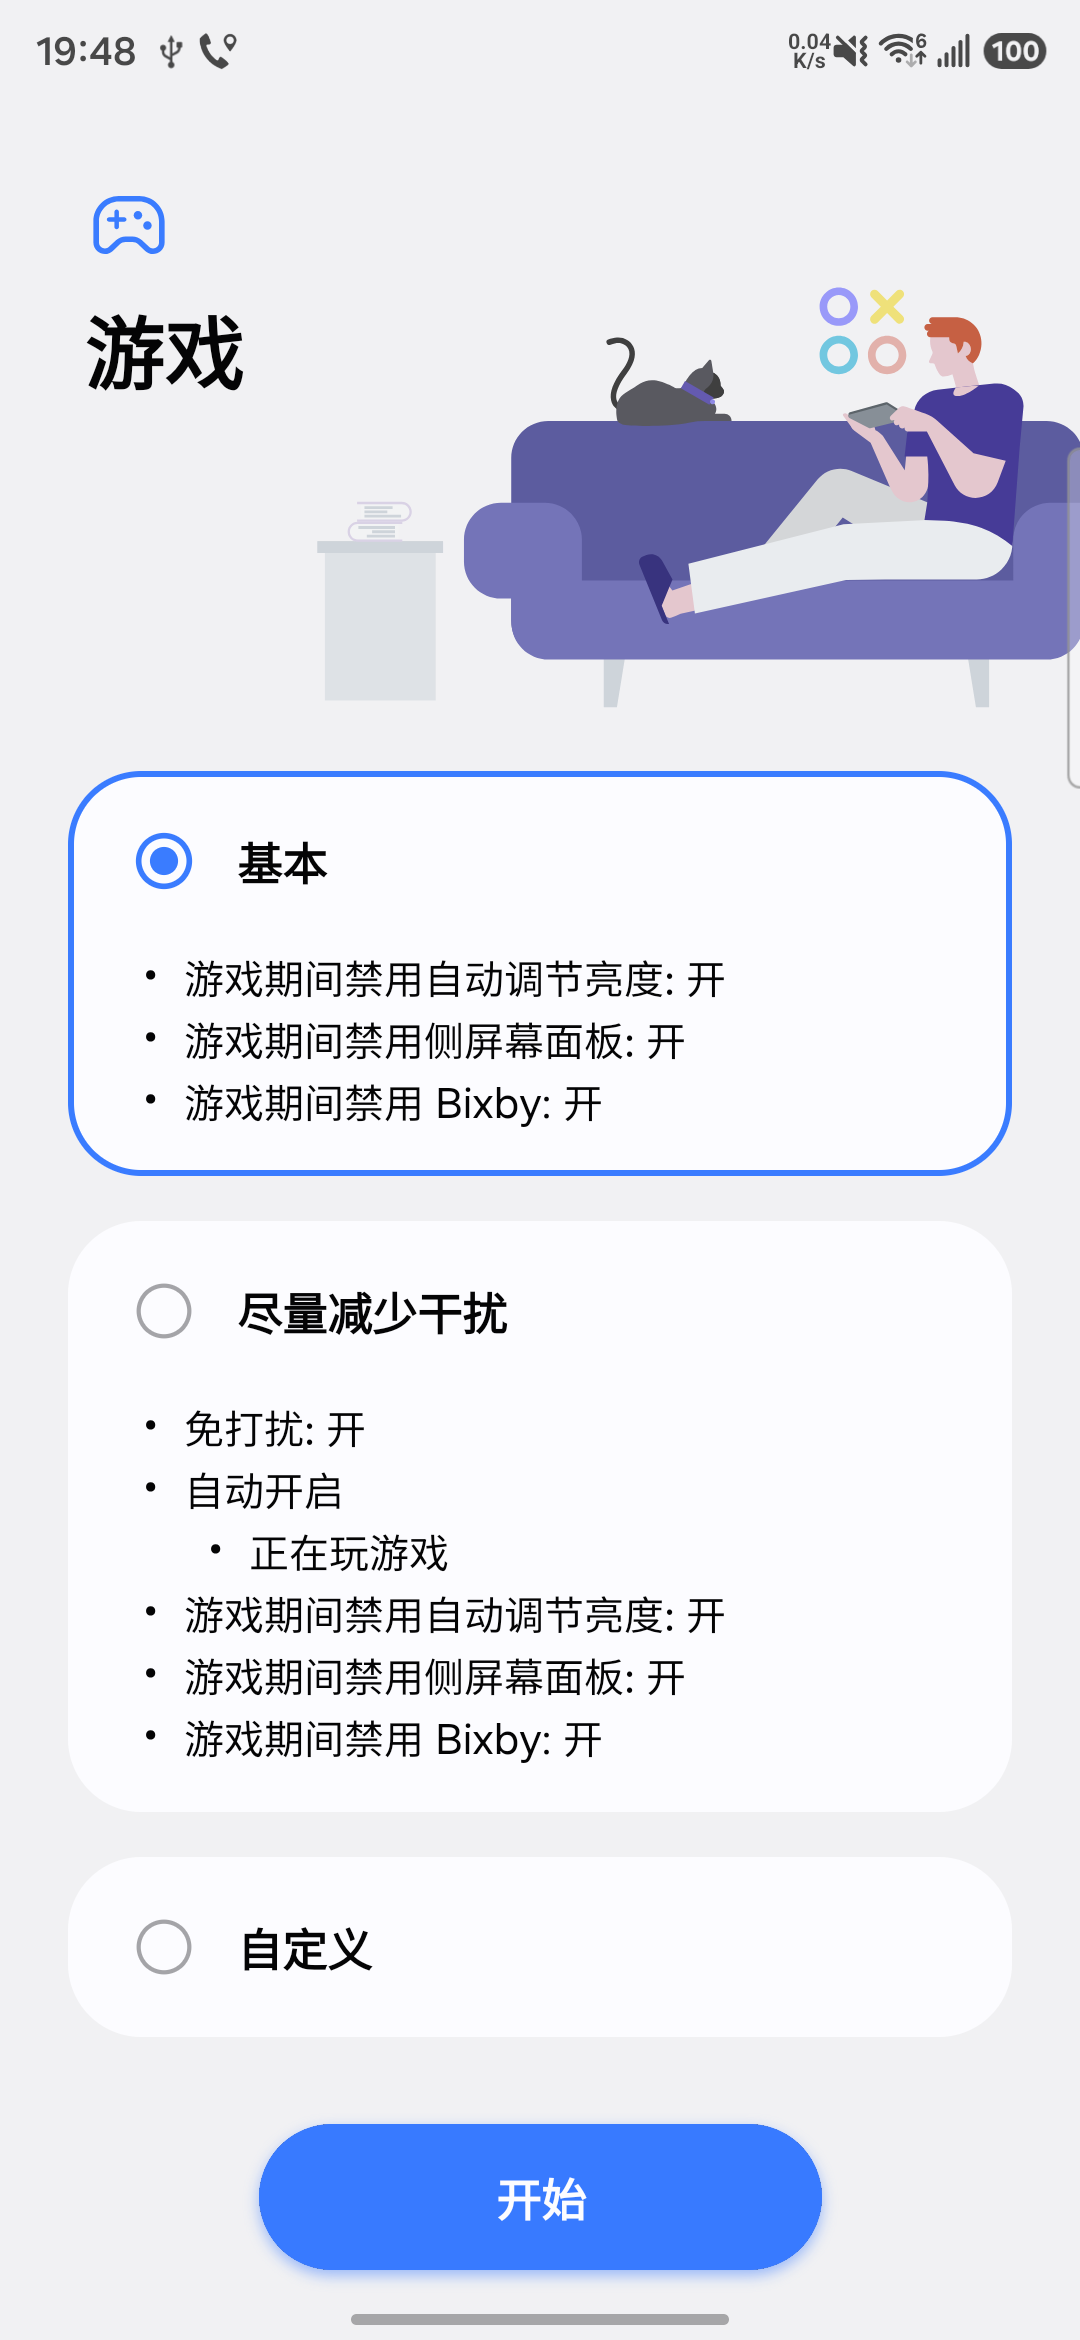 19:48
0.04 K/s
6
100
游戏
基本
• 游戏期间禁用自动调节亮度: 开
• 游戏期间禁用侧屏幕面板: 开
• 游戏期间禁用 Bixby: 开
尽量减少干扰
• 免打扰: 开
• 自动开启
• 正在玩游戏
• 游戏期间禁用自动调节亮度: 开
• 游戏期间禁用侧屏幕面板: 开
• 游戏期间禁用 Bixby: 开
自定义
开始